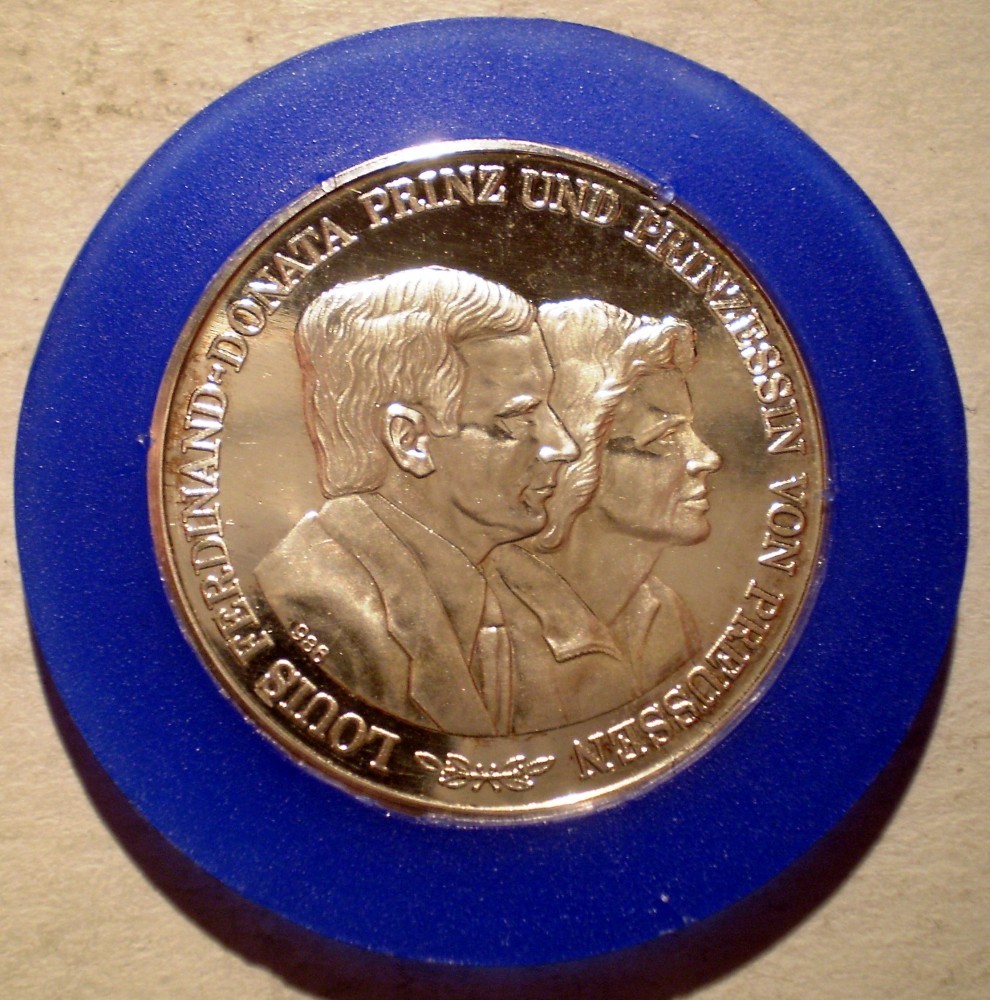 LOUIS FERDINAND-DONATA PRINZ UND PRINZESSIN VON PREUSSEN
986